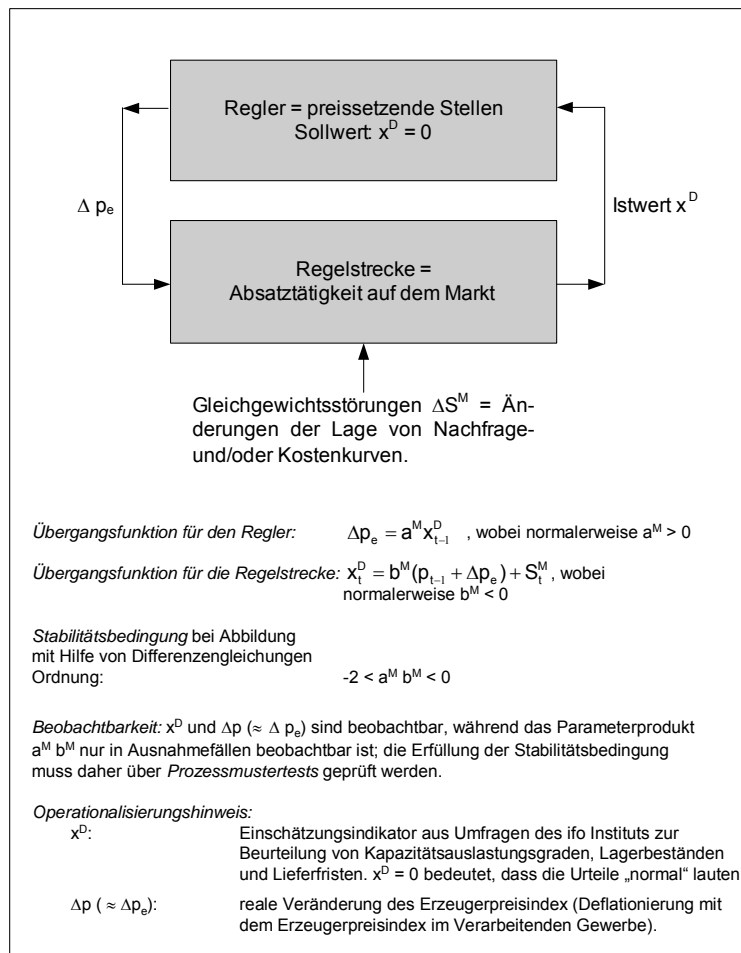 Regler = preissetzende Stellen
Sollwert: x^D = 0
Δ p_e
Istwert x^D
Regelstrecke =
Absatztätigkeit auf dem Markt
Gleichgewichtsstörungen ΔS^M = Än-
derungen der Lage von Nachfrage-
und/oder Kostenkurven.
Übergangsfunktion für den Regler: Δp_e = a^M x^D_{t-1} , wobei normalerweise a^M > 0
Übergangsfunktion für die Regelstrecke: x^D_t = b^M(p_{t-1} + Δp_e) + S^M_t, wobei
normalerweise b^M < 0
Stabilitätsbedingung bei Abbildung
mit Hilfe von Differenzengleichungen
Ordnung: -2 < a^M b^M < 0
Beobachtbarkeit: x^D und Δp (≈ Δ p_e) sind beobachtbar, während das Parameterprodukt
a^M b^M nur in Ausnahmefällen beobachtbar ist; die Erfüllung der Stabilitätsbedingung
muss daher über Prozessmustertests geprüft werden.
Operationalisierungshinweis:
x^D: Einschätzungsindikator aus Umfragen des ifo Instituts zur
Beurteilung von Kapazitätsauslastungsgraden, Lagerbeständen
und Lieferfristen. x^D = 0 bedeutet, dass die Urteile „normal“ lauten
Δp ( ≈ Δp_e): reale Veränderung des Erzeugerpreisindex (Deflationierung mit
dem Erzeugerpreisindex im Verarbeitenden Gewerbe).